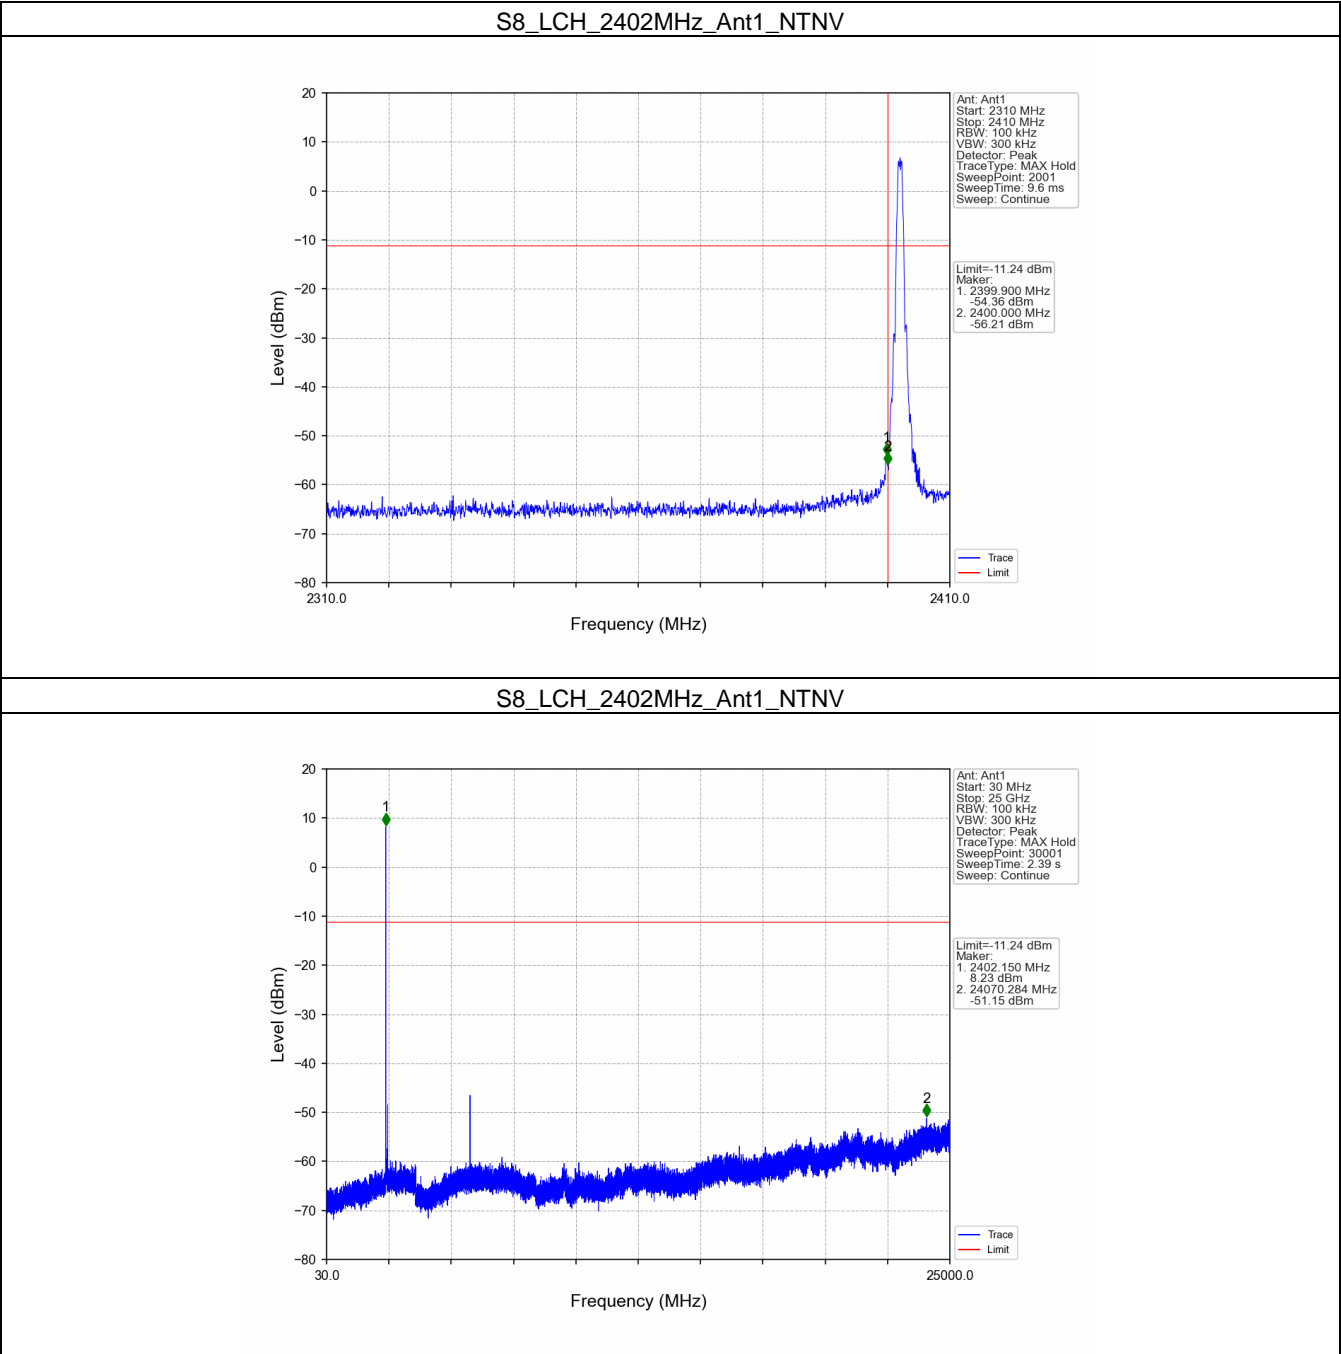 S8_LCH_2402MHz_Ant1_NTNV
20
10
0
−10
−20
−30
−40
−50
−60
−70
−80
Level (dBm)
2310.0
2410.0
Frequency (MHz)
1
2
Ant: Ant1
Start: 2310 MHz
Stop: 2410 MHz
RBW: 100 kHz
VBW: 300 kHz
Detector: Peak
TraceType: MAX Hold
SweepPoint: 2001
SweepTime: 9.6 ms
Sweep: Continue
Limit=-11.24 dBm
Maker:
1. 2399.900 MHz
-54.36 dBm
2. 2400.000 MHz
-56.21 dBm
Trace
Limit
S8_LCH_2402MHz_Ant1_NTNV
20
10
0
−10
−20
−30
−40
−50
−60
−70
−80
Level (dBm)
30.0
25000.0
Frequency (MHz)
1
2
Ant: Ant1
Start: 30 MHz
Stop: 25 GHz
RBW: 100 kHz
VBW: 300 kHz
Detector: Peak
TraceType: MAX Hold
SweepPoint: 30001
SweepTime: 2.39 s
Sweep: Continue
Limit=-11.24 dBm
Maker:
1. 2402.150 MHz
8.23 dBm
2. 24070.284 MHz
-51.15 dBm
Trace
Limit